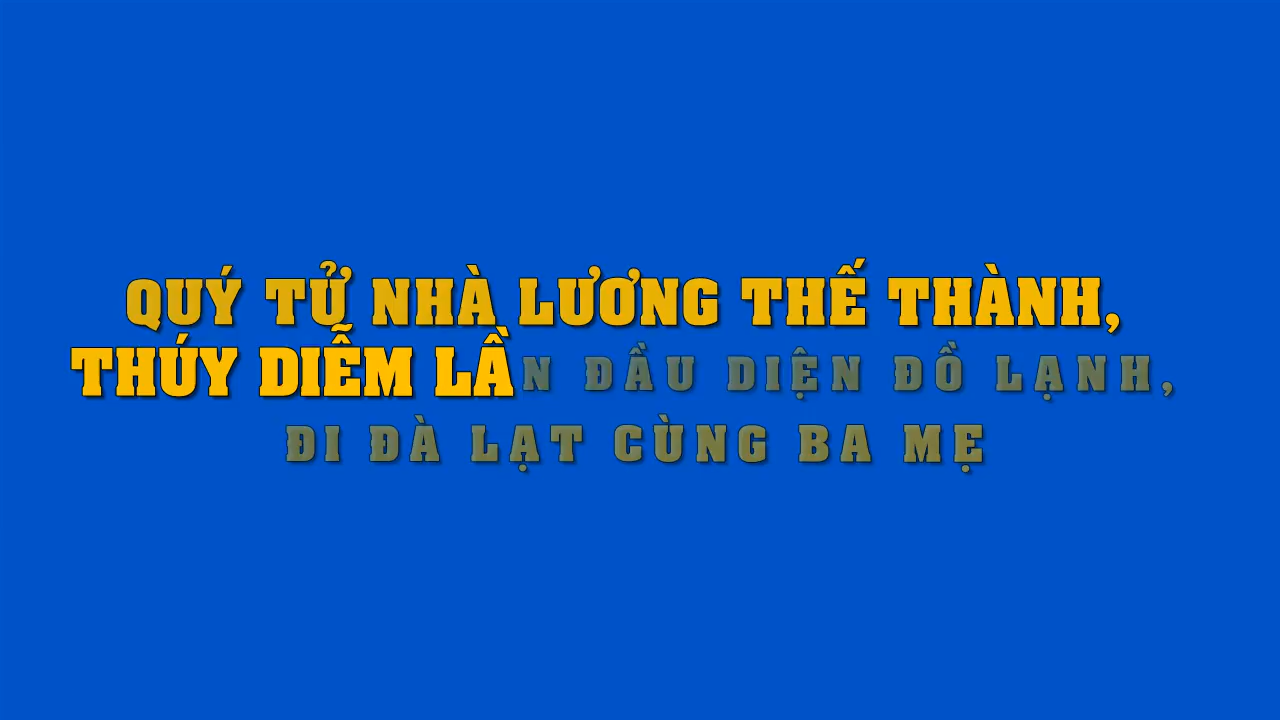 QUÝ TỬ NHÀ LƯƠNG THẾ THÀNH,
THÚY DIỄM LẦN ĐẦU DIỆN ĐỒ LẠNH,
ĐI ĐÀ LẠT CÙNG BA MẸ